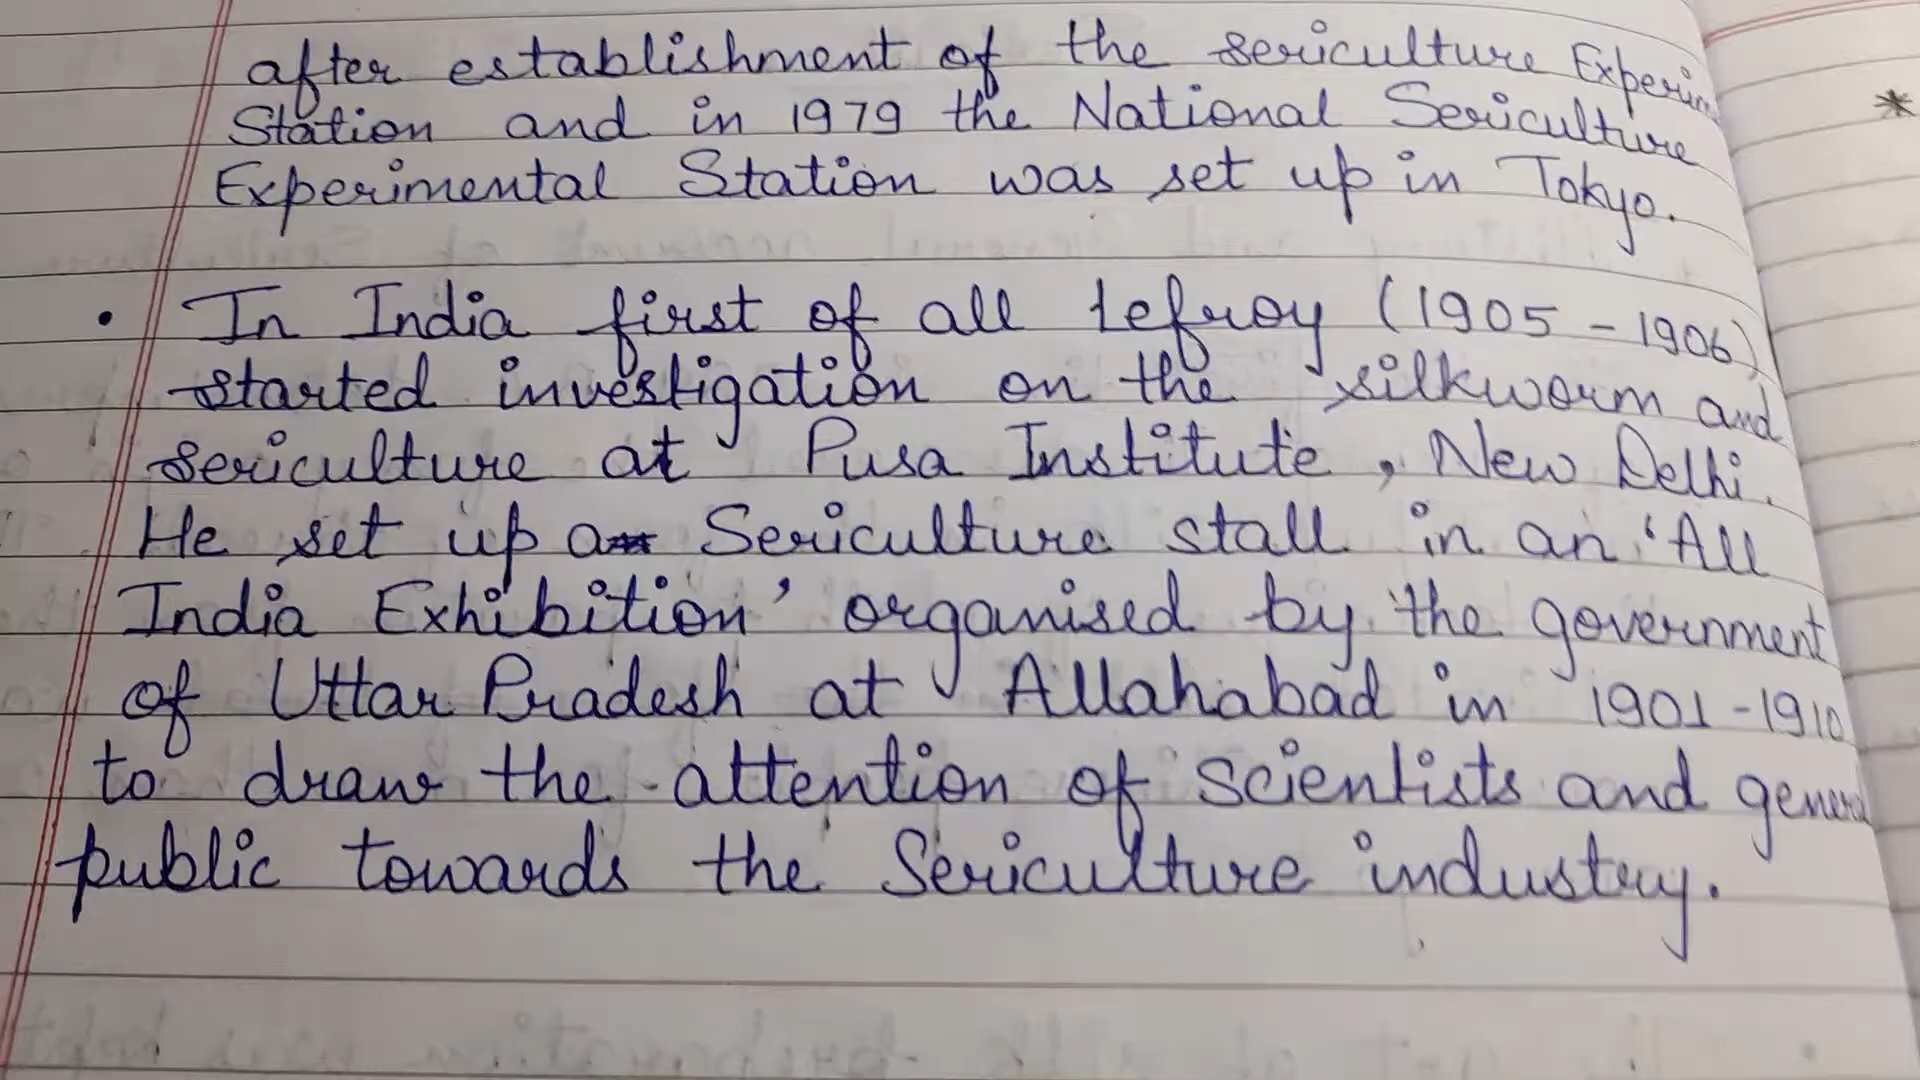 after establishment of the sericulture Experim
Station and in 1979 the National Sericulture
Experimental Station was set up in Tokyo.
• In India first of all lefroy (1905-1906)
started investigation on the silkworm and
sericulture at Pusa Institute, New Delhi.
He set up a Sericulture stall in an 'All
India Exhibition' organised by the government
of Uttar Pradesh at Allahabad in 1901-1910
to draw the attention of scientists and general
public towards the Sericulture industry.
*